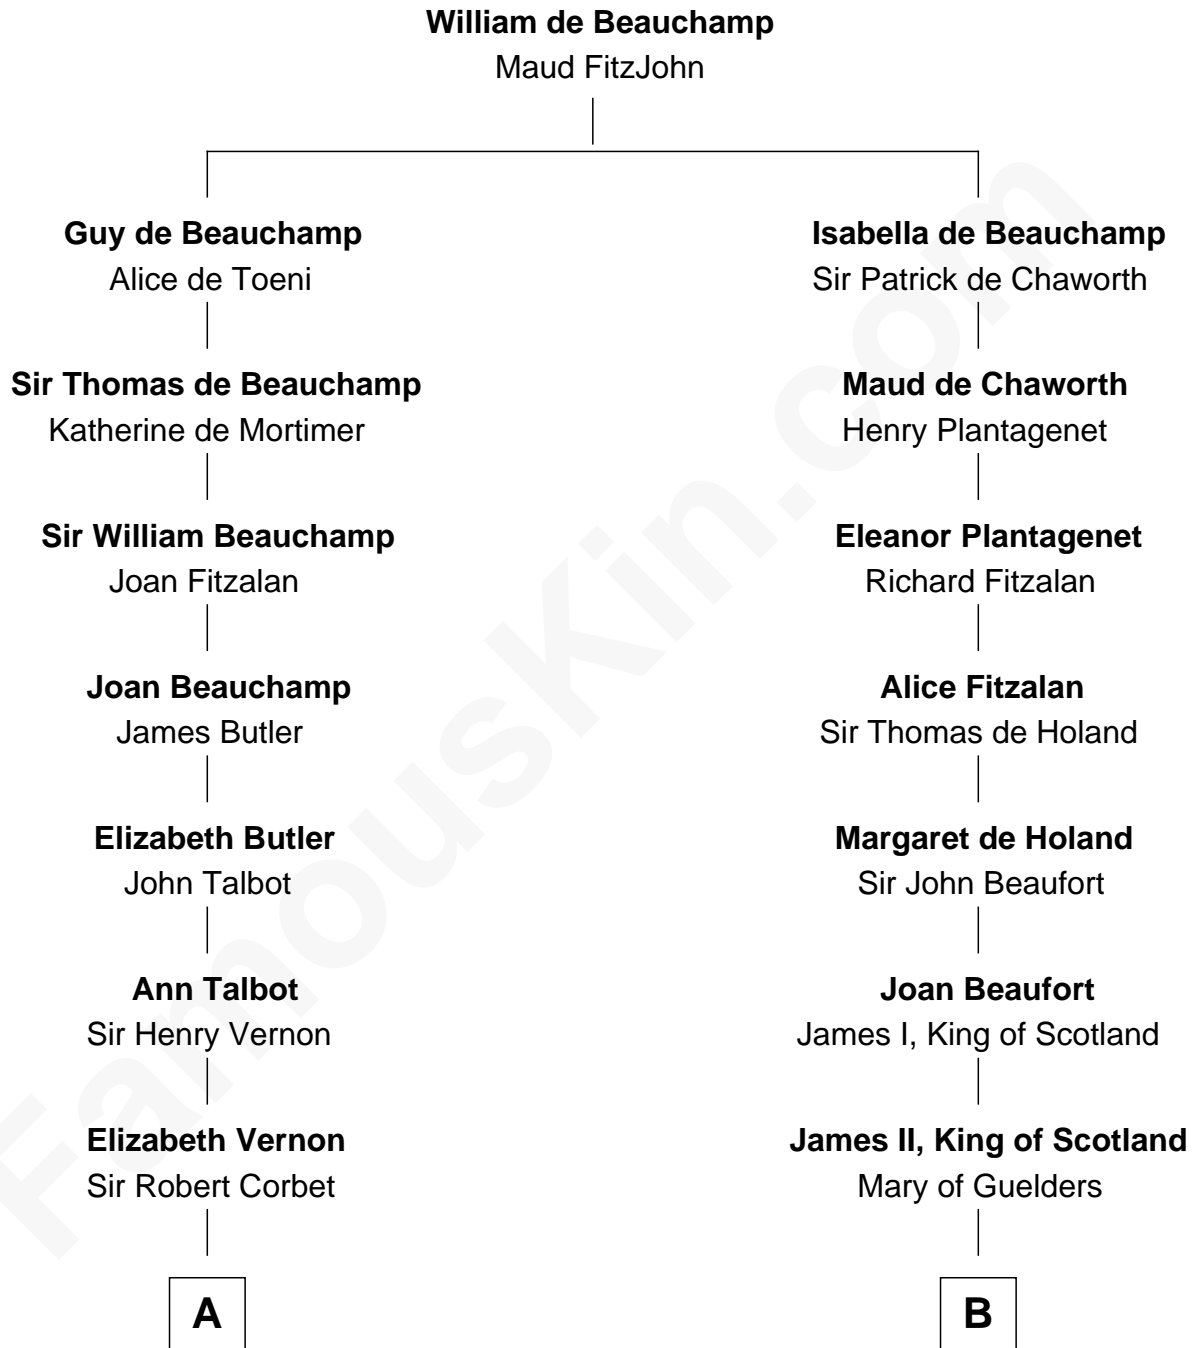 William de Beauchamp
Maud FitzJohn
Guy de Beauchamp
Alice de Toeni
Isabella de Beauchamp
Sir Patrick de Chaworth
Sir Thomas de Beauchamp
Katherine de Mortimer
Maud de Chaworth
Henry Plantagenet
Sir William Beauchamp
Joan Fitzalan
Eleanor Plantagenet
Richard Fitzalan
Joan Beauchamp
James Butler
Alice Fitzalan
Sir Thomas de Holand
Elizabeth Butler
John Talbot
Margaret de Holand
Sir John Beaufort
Ann Talbot
Sir Henry Vernon
Joan Beaufort
James I, King of Scotland
Elizabeth Vernon
Sir Robert Corbet
James II, King of Scotland
Mary of Guelders
A
B
FamousKin.com